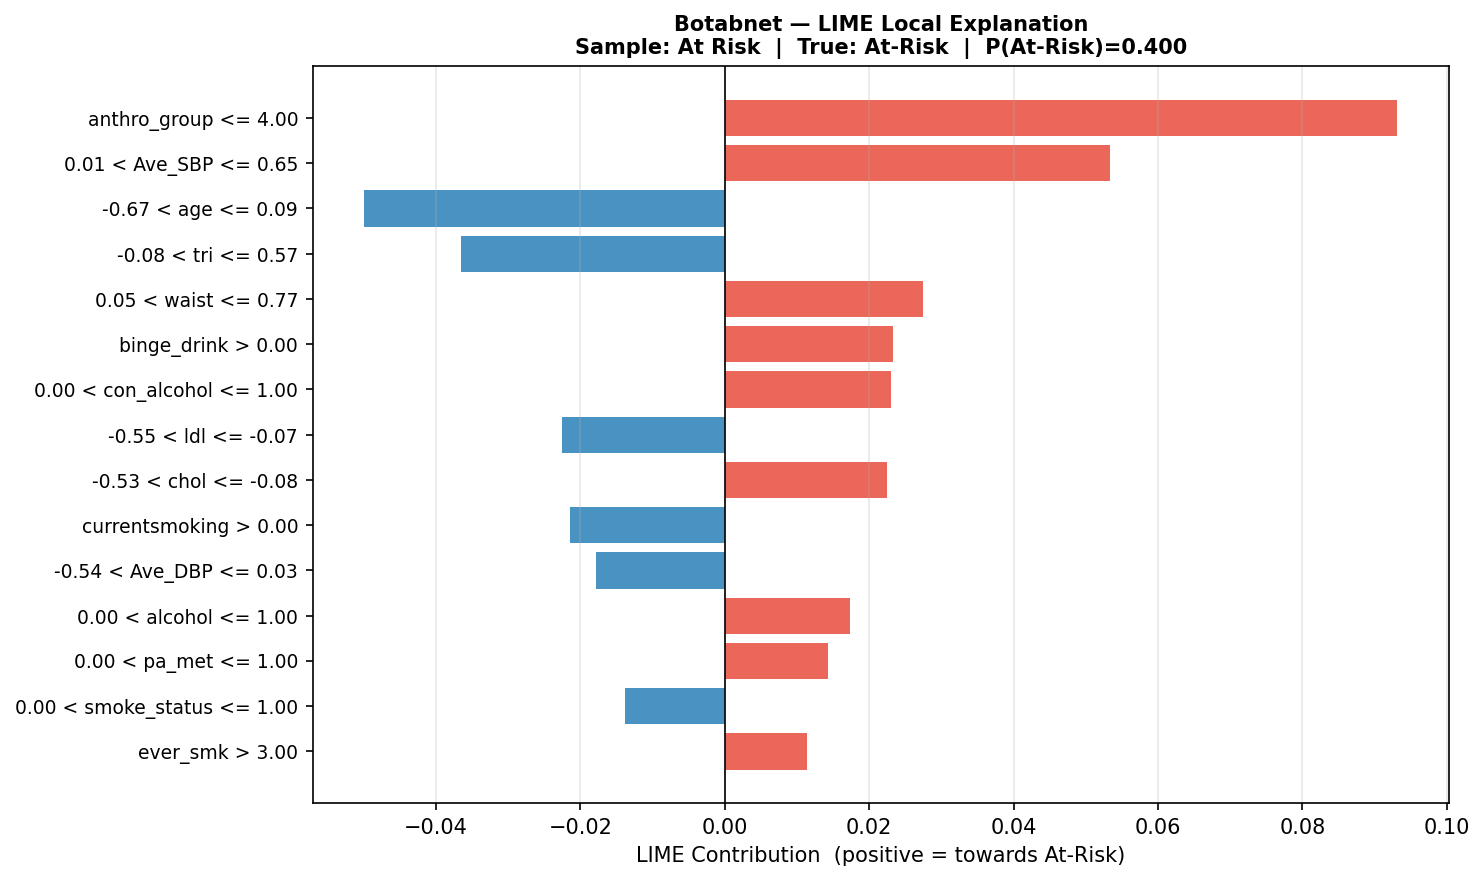 Botabnet — LIME Local Explanation
Sample: At Risk | True: At-Risk | P(At-Risk)=0.400
anthro_group <= 4.00
0.01 < Ave_SBP <= 0.65
-0.67 < age <= 0.09
-0.08 < tri <= 0.57
0.05 < waist <= 0.77
binge_drink > 0.00
0.00 < con_alcohol <= 1.00
-0.55 < ldl <= -0.07
-0.53 < chol <= -0.08
currentsmoking > 0.00
-0.54 < Ave_DBP <= 0.03
0.00 < alcohol <= 1.00
0.00 < pa_met <= 1.00
0.00 < smoke_status <= 1.00
ever_smk > 3.00
−0.04 −0.02 0.00 0.02 0.04 0.06 0.08 0.10
LIME Contribution (positive = towards At-Risk)